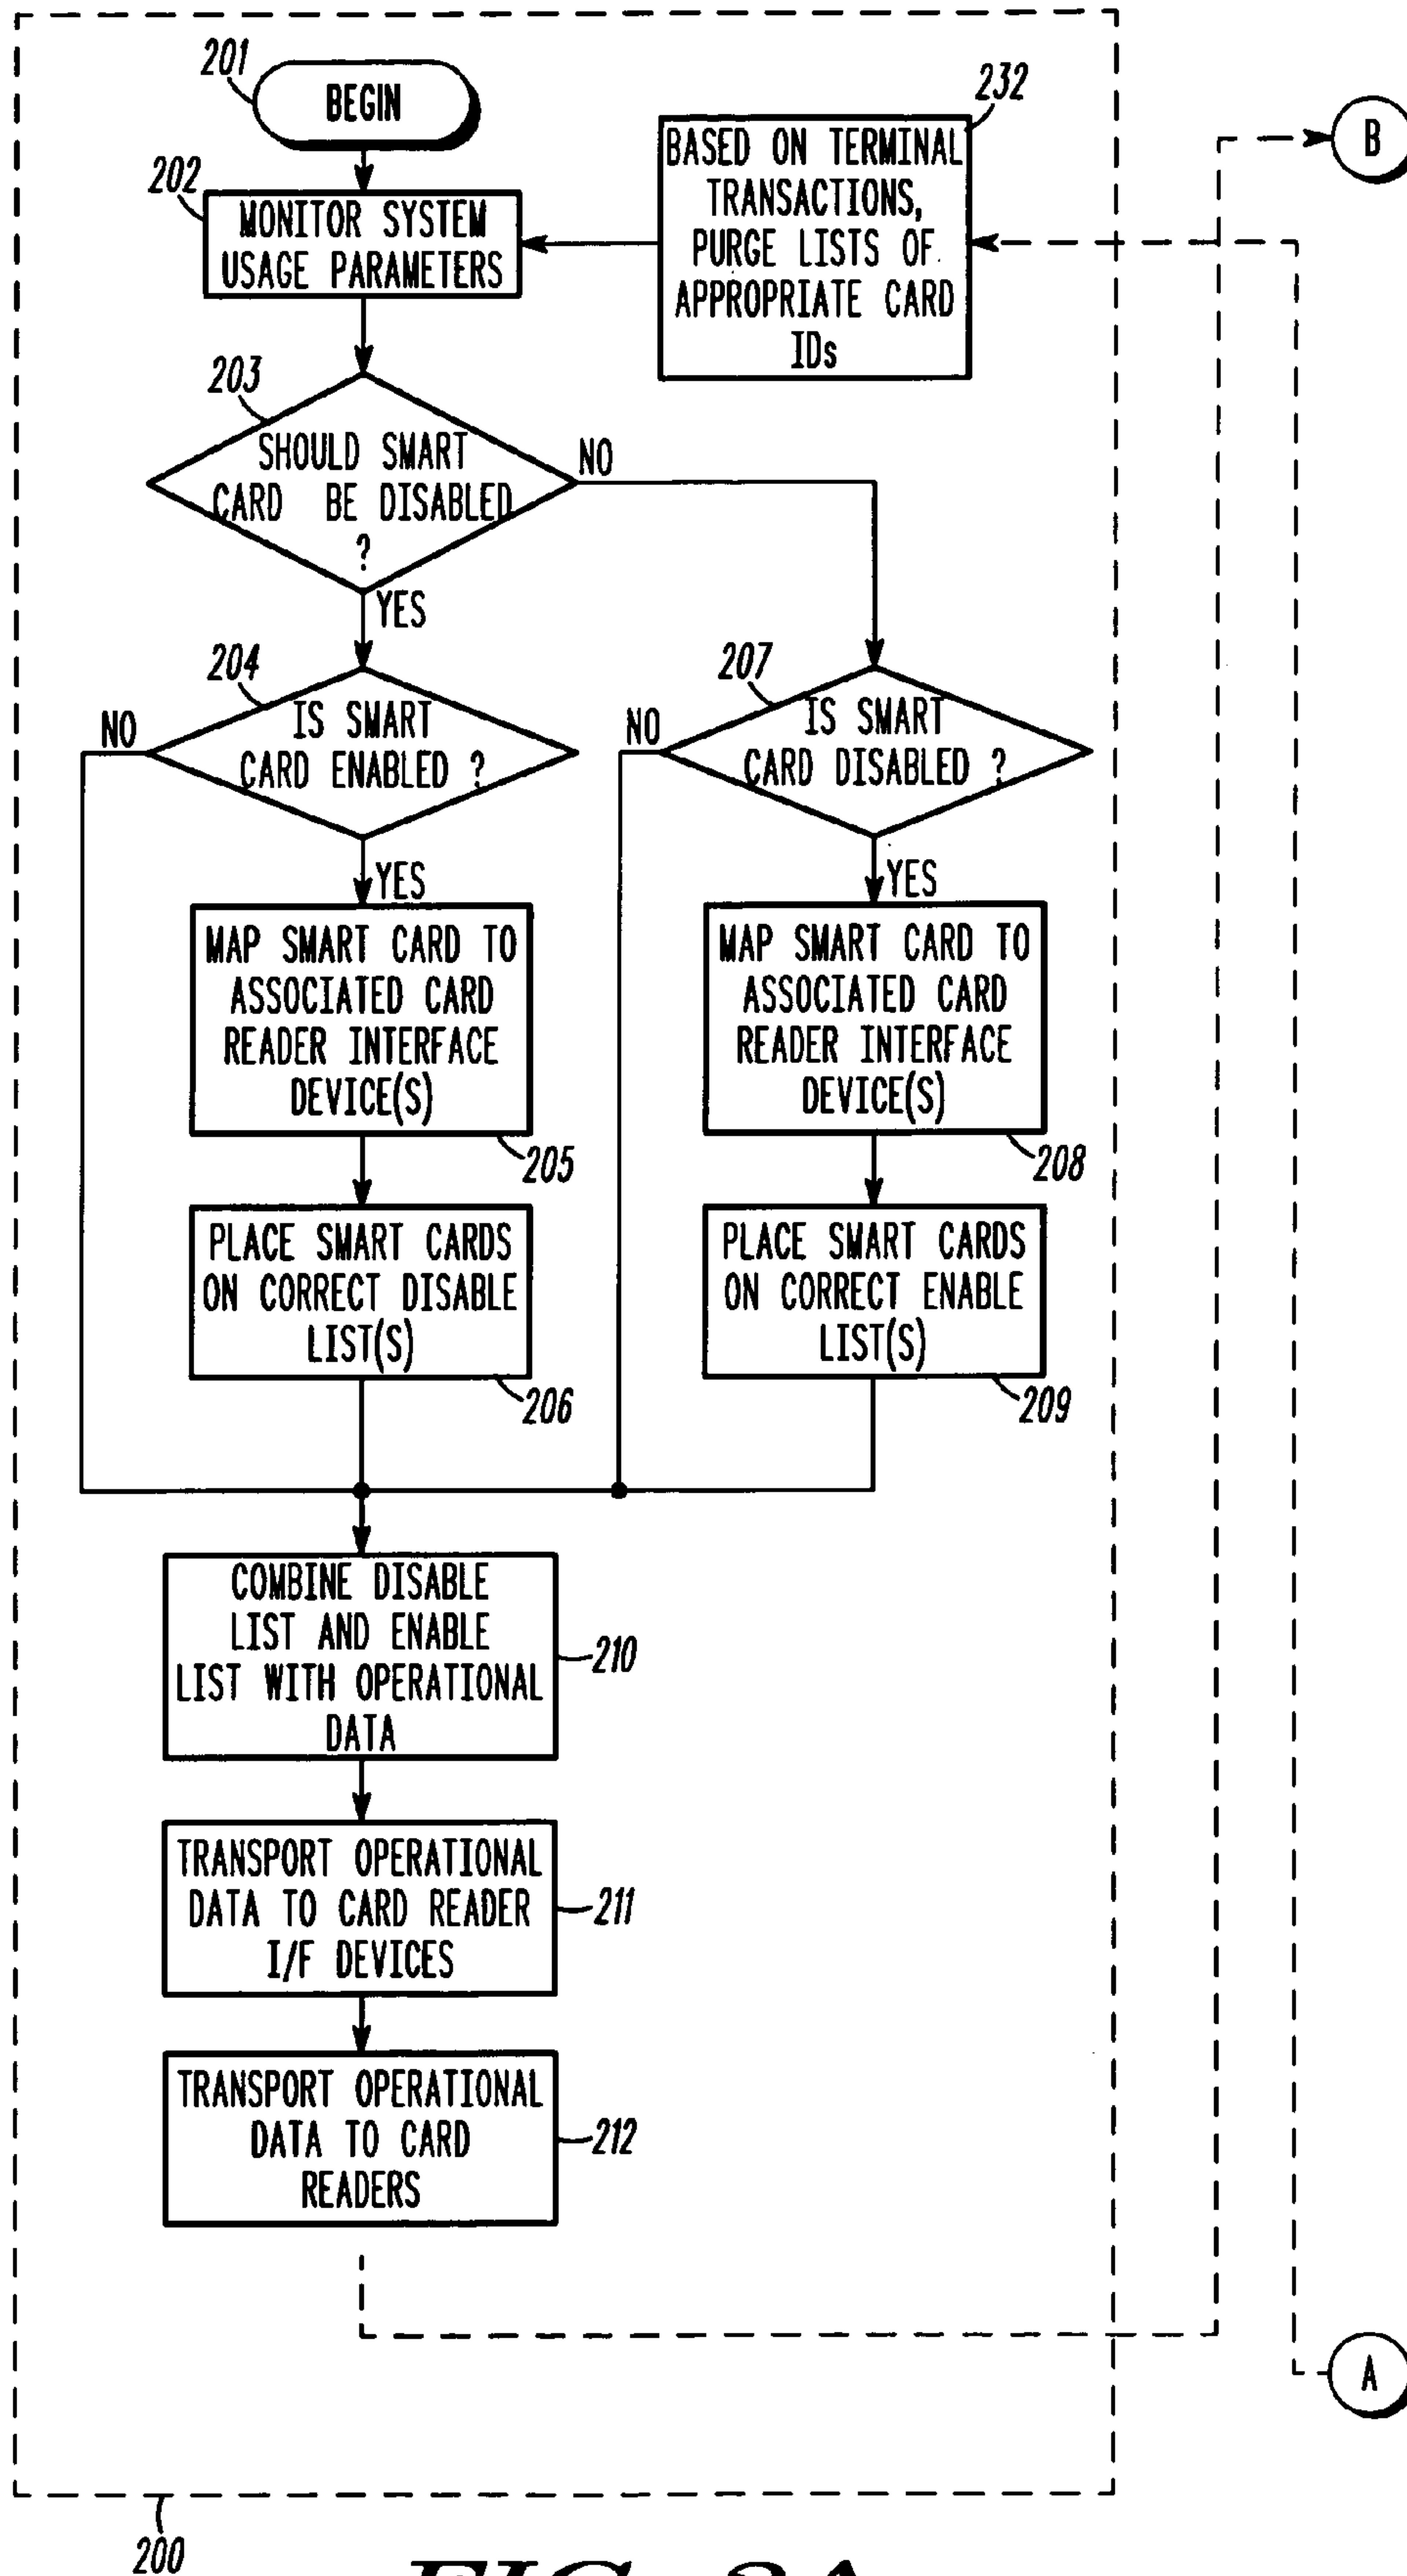 201
BEGIN
232
BASED ON TERMINAL
TRANSACTIONS,
PURGE LISTS OF
APPROPRIATE CARD
IDs
B
202
MONITOR SYSTEM
USAGE PARAMETERS
203
SHOULD SMART
CARD BE DISABLED
?
NO
YES
204
IS SMART
CARD ENABLED ?
NO
YES
207
IS SMART
CARD DISABLED ?
NO
YES
MAP SMART CARD TO
ASSOCIATED CARD
READER INTERFACE
DEVICE(S)
205
MAP SMART CARD TO
ASSOCIATED CARD
READER INTERFACE
DEVICE(S)
208
PLACE SMART CARDS
ON CORRECT DISABLE
LIST(S)
206
PLACE SMART CARDS
ON CORRECT ENABLE
LIST(S)
209
COMBINE DISABLE
LIST AND ENABLE
LIST WITH OPERATIONAL
DATA
210
TRANSPORT OPERATIONAL
DATA TO CARD READER
I/F DEVICES
211
TRANSPORT OPERATIONAL
DATA TO CARD
READERS
212
A
200